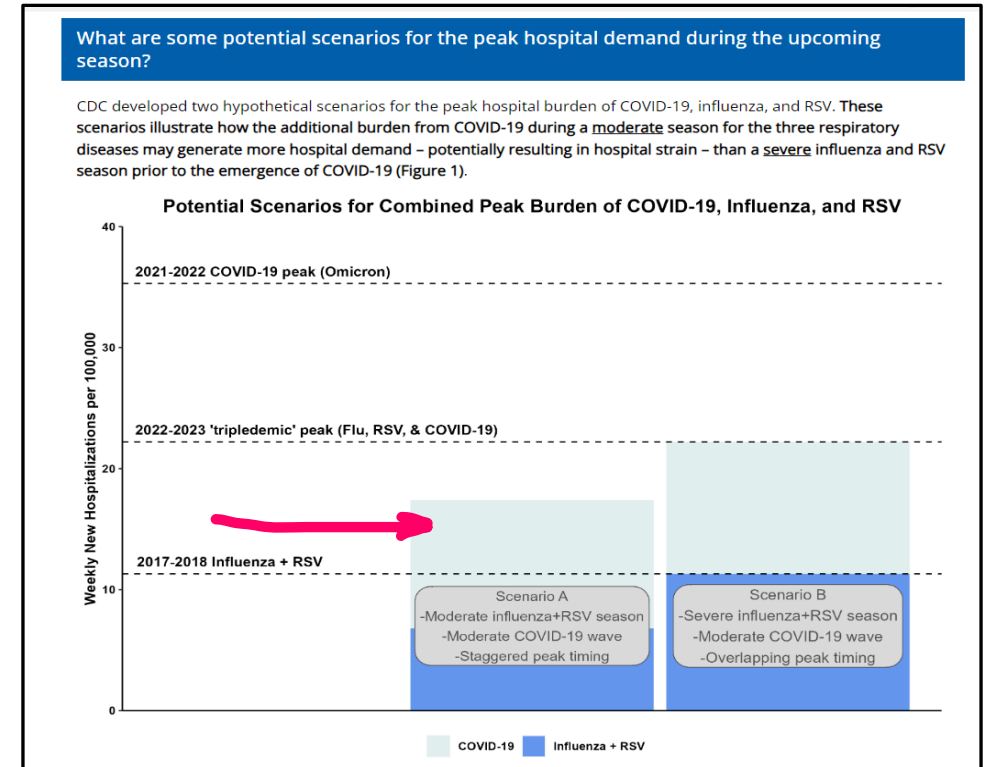 What are some potential scenarios for the peak hospital demand during the upcoming
season?
CDC developed two hypothetical scenarios for the peak hospital burden of COVID-19, influenza, and RSV. These
scenarios illustrate how the additional burden from COVID-19 during a moderate season for the three respiratory
diseases may generate more hospital demand – potentially resulting in hospital strain – than a severe influenza and RSV
season prior to the emergence of COVID-19 (Figure 1).
Potential Scenarios for Combined Peak Burden of COVID-19, Influenza, and RSV
Weekly New Hospitalizations per 100,000
40
2021-2022 COVID-19 peak (Omicron)
30
2022-2023 'tripledemic' peak (Flu, RSV, & COVID-19)
20
2017-2018 Influenza + RSV
10
Scenario A
-Moderate influenza+RSV season
-Moderate COVID-19 wave
-Staggered peak timing
Scenario B
-Severe influenza+RSV season
-Moderate COVID-19 wave
-Overlapping peak timing
0
COVID-19
Influenza + RSV